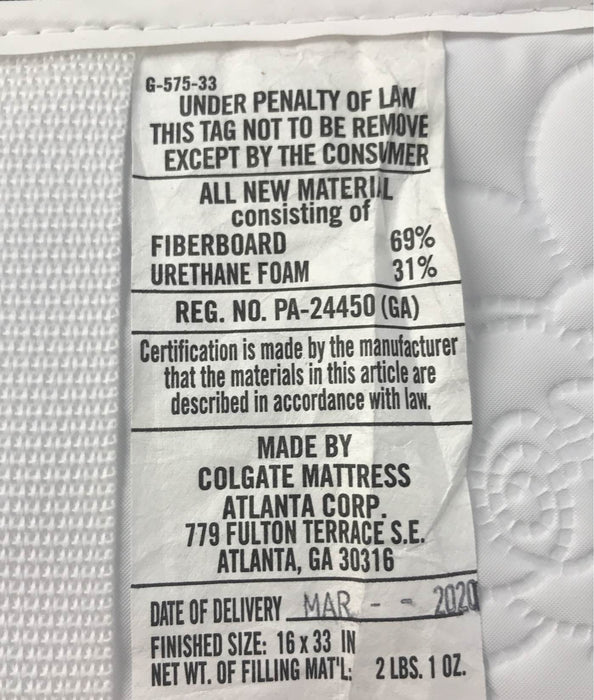 G-575-33
UNDER PENALTY OF LAW
THIS TAG NOT TO BE REMOVE
EXCEPT BY THE CONSUMER
ALL NEW MATERIAL
consisting of
FIBERBOARD 69%
URETHANE FOAM 31%
REG. NO. PA-24450 (GA)
Certification is made by the manufacturer
that the materials in this article are
described in accordance with law.
MADE BY
COLGATE MATTRESS
ATLANTA CORP.
779 FULTON TERRACE S.E.
ATLANTA, GA 30316
DATE OF DELIVERY MAR - - 2020
FINISHED SIZE: 16 x 33 IN
NET WT. OF FILLING MAT'L: 2 LBS. 1 OZ.